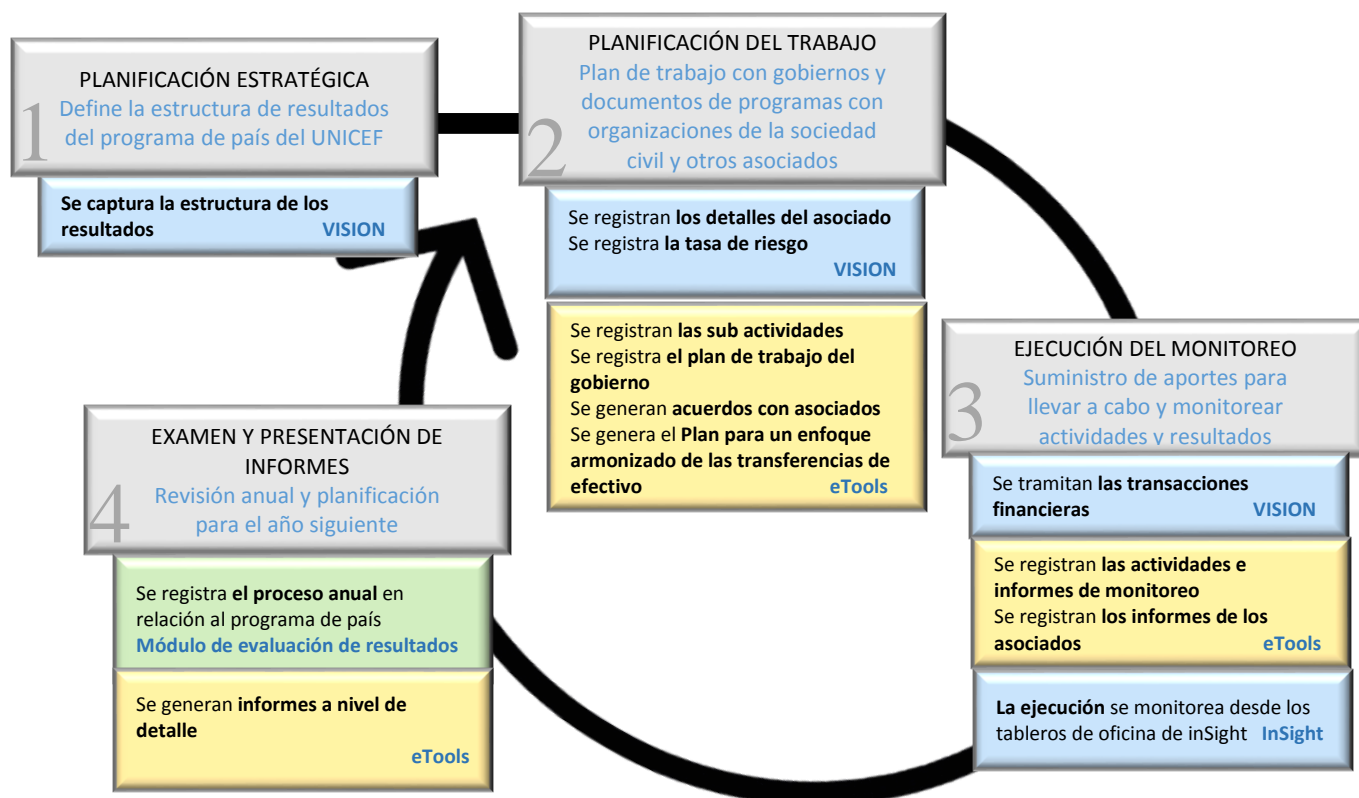 1
PLANIFICACIÓN ESTRATÉGICA
Define la estructura de resultados
del programa de país del UNICEF
Se captura la estructura de los
resultados VISION
2
PLANIFICACIÓN DEL TRABAJO
Plan de trabajo con gobiernos y
documentos de programas con
organizaciones de la sociedad
civil y otros asociados
Se registran los detalles del asociado
Se registra la tasa de riesgo
VISION
Se registran las sub actividades
Se registra el plan de trabajo del
gobierno
Se generan acuerdos con asociados
Se genera el Plan para un enfoque
armonizado de las transferencias de
efectivo eTools
3
EJECUCIÓN DEL MONITOREO
Suministro de aportes para
llevar a cabo y monitorear
actividades y resultados
Se tramitan las transacciones
financieras VISION
Se registran las actividades e
informes de monitoreo
Se registran los informes de los
asociados eTools
La ejecución se monitorea desde los
tableros de oficina de inSight InSight
4
EXAMEN Y PRESENTACIÓN DE
INFORMES
Revisión anual y planificación
para el año siguiente
Se registra el proceso anual en
relación al programa de país
Módulo de evaluación de resultados
Se generan informes a nivel de
detalle
eTools